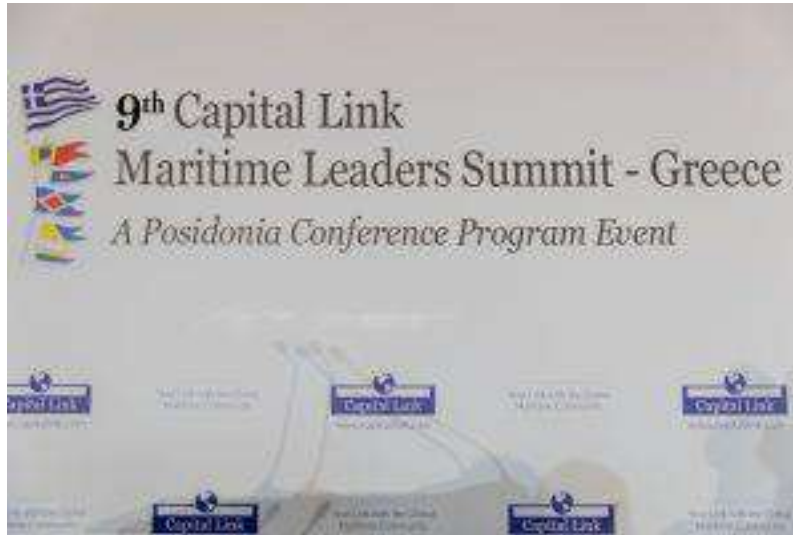 9th Capital Link
Maritime Leaders Summit - Greece
A Posidonia Conference Program Event
Capital Link
Capital Link
Capital Link
Capital Link
Capital Link